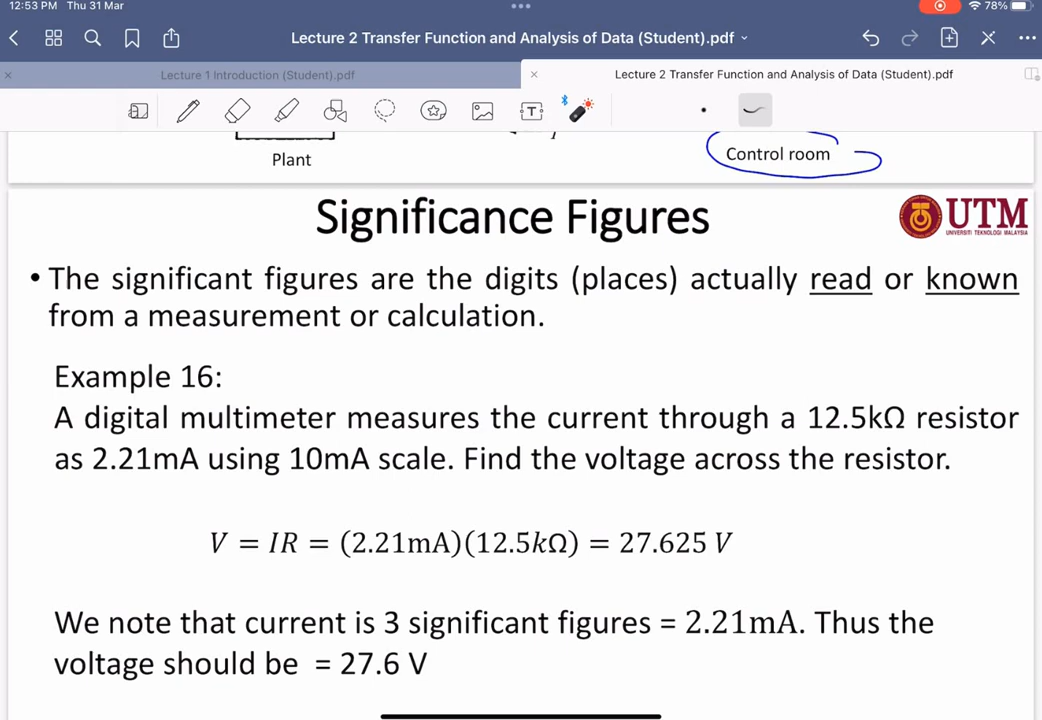 12:53 PM Thu 31 Mar
78%
Lecture 2 Transfer Function and Analysis of Data (Student).pdf
Lecture 1 Introduction (Student).pdf
Lecture 2 Transfer Function and Analysis of Data (Student).pdf
Plant
Control room
Significance Figures
UTM
UNIVERSITI TEKNOLOGI MALAYSIA
• The significant figures are the digits (places) actually read or known
from a measurement or calculation.
Example 16:
A digital multimeter measures the current through a 12.5kΩ resistor
as 2.21mA using 10mA scale. Find the voltage across the resistor.
V = IR = (2.21mA)(12.5kΩ) = 27.625 V
We note that current is 3 significant figures = 2.21mA. Thus the
voltage should be = 27.6 V